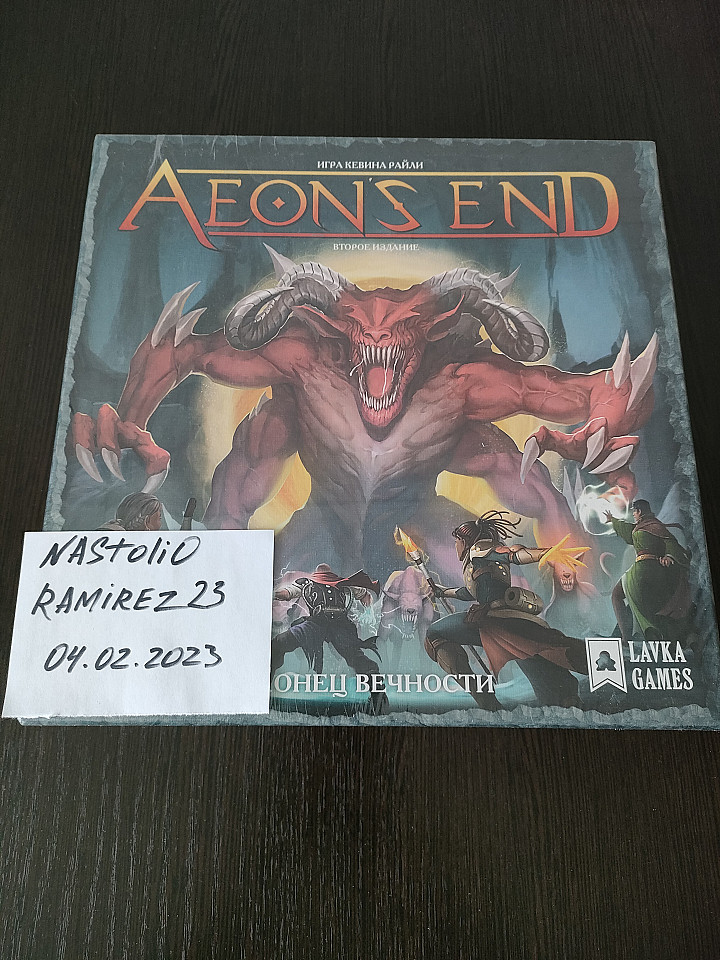 ИГРА КЕВИНА РАЙЛИ
AEON'S END
ВТОРОЕ ИЗДАНИЕ
NAStoliO
RAMiREZ23
04.02.2023
ОНЕЦ ВЕЧНОСТИ
LAVKA
GAMES